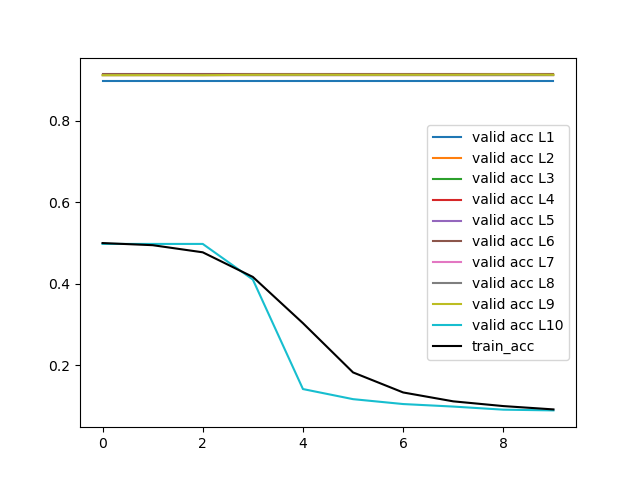 0.8
0.6
0.4
0.2
0 2 4 6 8
valid acc L1
valid acc L2
valid acc L3
valid acc L4
valid acc L5
valid acc L6
valid acc L7
valid acc L8
valid acc L9
valid acc L10
train_acc